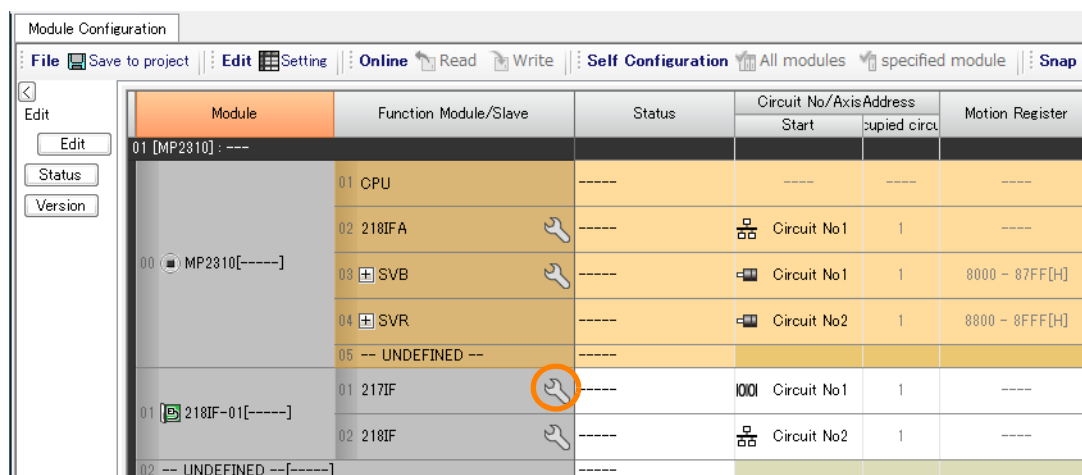 Module Configuration
File Save to project Edit Setting Online Read Write Self Configuration All modules specified module Snap
Edit
Edit
Status
Version
Module Function Module/Slave Status Circuit No/AxisAddress Motion Register
Start cupied circu
01 [MP2310] : ---
01 CPU ----- ---- ---- ----
02 218IFA ----- Circuit No1 1 ----
00 MP2310[-----]
03 SVB ----- Circuit No1 1 8000 - 87FF[H]
04 SVR ----- Circuit No2 1 8800 - 8FFF[H]
05 -- UNDEFINED -- -----
01 217IF ----- Circuit No1 1 ----
01 218IF-01[-----]
02 218IF ----- Circuit No2 1 ----
02 -- UNDEFINED --[-----] -----